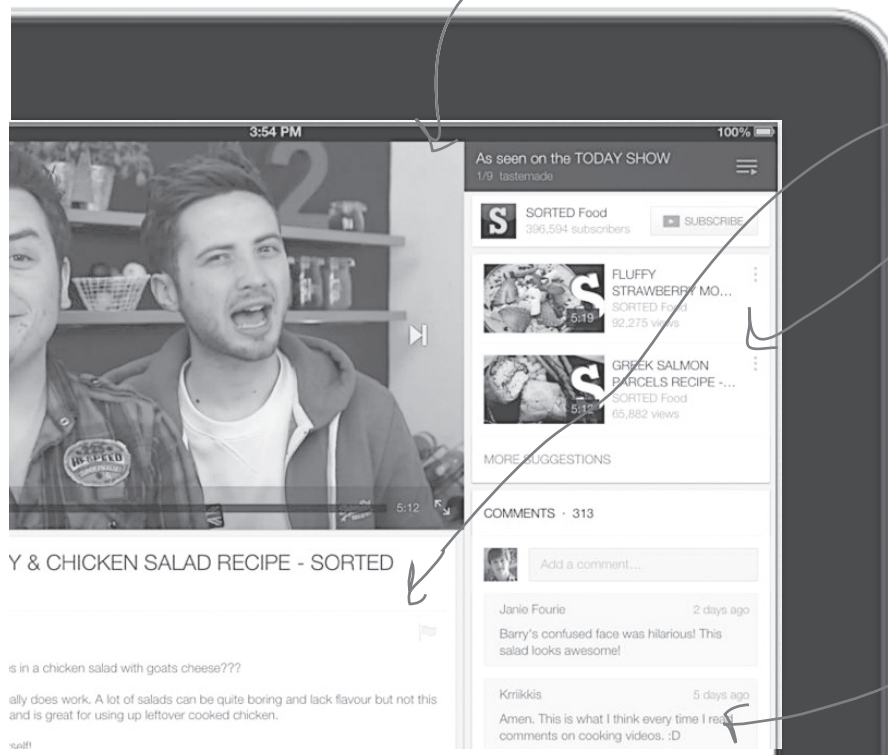 3:54 PM
100%
2
As seen on the TODAY SHOW
1/9 tastemade
S
SORTED Food
396,594 subscribers
SUBSCRIBE
S
5:19
FLUFFY
STRAWBERRY MO...
SORTED Food
92,275 views
S
5:12
GREEK SALMON
PARCELS RECIPE -...
SORTED Food
65,882 views
MORE SUGGESTIONS
5:12
COMMENTS · 313
Add a comment...
Janie Fourie 2 days ago
Barry's confused face was hilarious! This
salad looks awesome!
Krriikkis 5 days ago
Amen. This is what I think every time I read
comments on cooking videos. :D
Y & CHICKEN SALAD RECIPE - SORTED
s in a chicken salad with goats cheese???
ally does work. A lot of salads can be quite boring and lack flavour but not this
and is great for using up leftover cooked chicken.
rself!